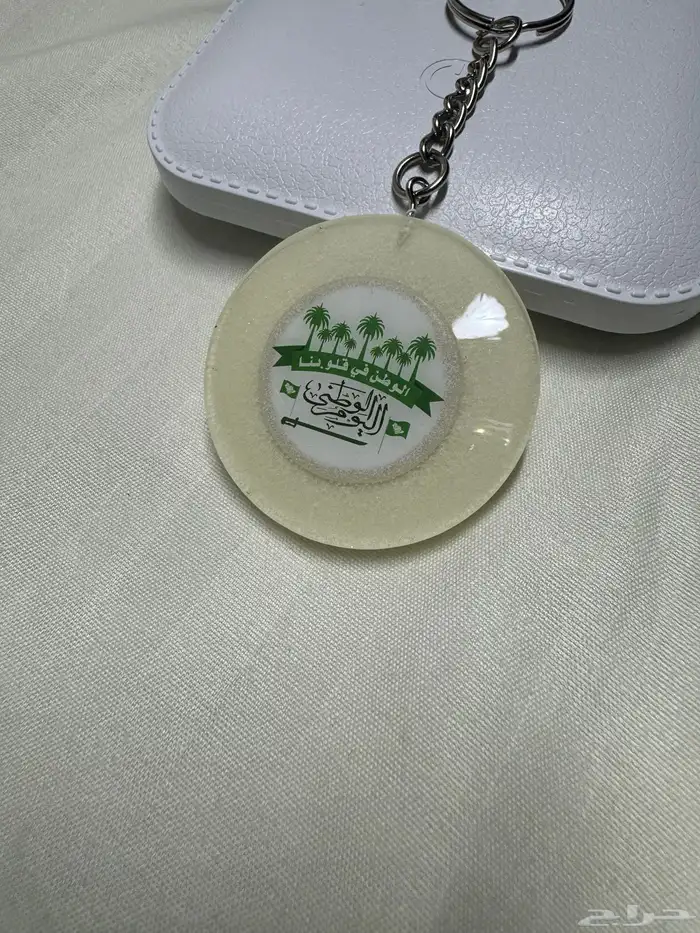 الوطن في قلوبنا
اليوم الوطني
حراج